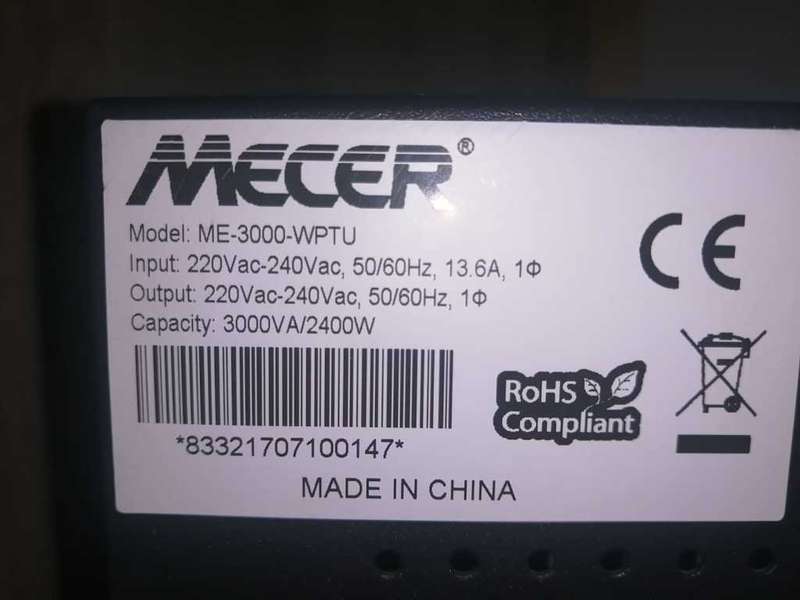 MECER®
Model: ME-3000-WPTU
Input: 220Vac-240Vac, 50/60Hz, 13.6A, 1Φ
Output: 220Vac-240Vac, 50/60Hz, 1Φ
Capacity: 3000VA/2400W
*83321707100147*
MADE IN CHINA
CE
RoHS
Compliant